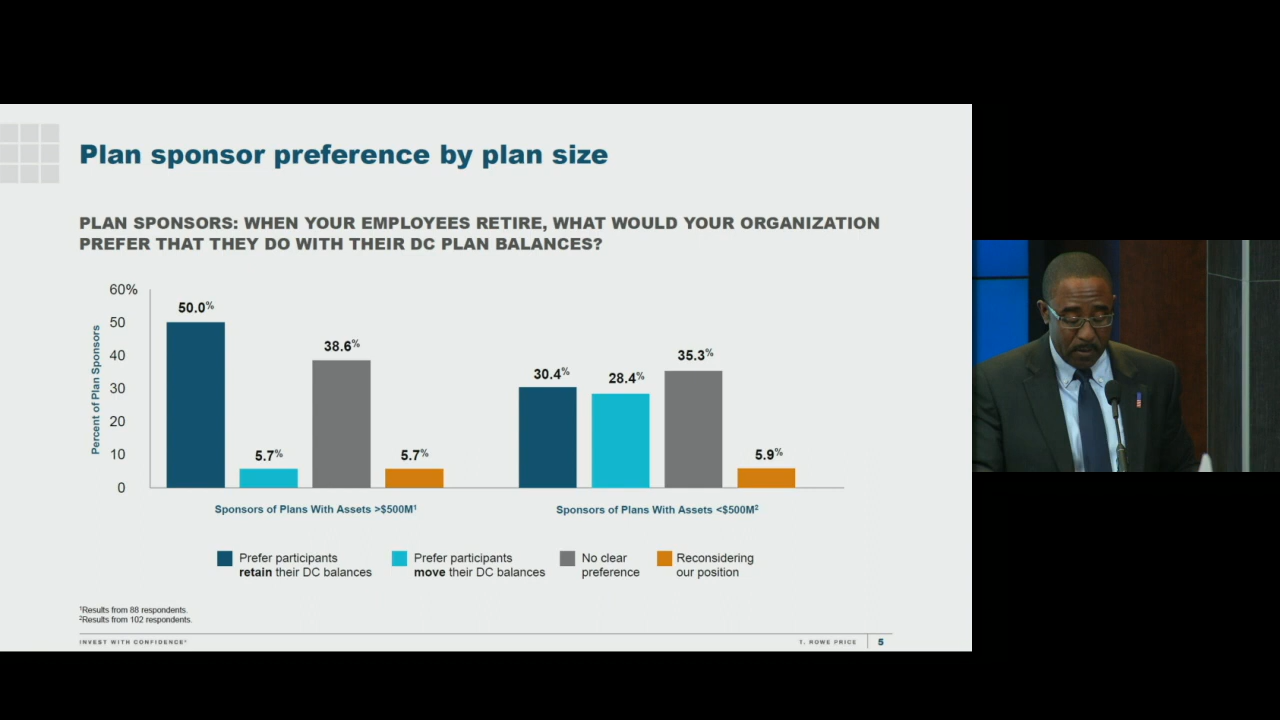 Plan sponsor preference by plan size
PLAN SPONSORS: WHEN YOUR EMPLOYEES RETIRE, WHAT WOULD YOUR ORGANIZATION
PREFER THAT THEY DO WITH THEIR DC PLAN BALANCES?
Percent of Plan Sponsors
60%
50
40
30
20
10
0
50.0%
5.7%
38.6%
5.7%
30.4%
28.4%
35.3%
5.9%
Sponsors of Plans With Assets >$500M¹
Sponsors of Plans With Assets <$500M²
Prefer participants
retain their DC balances
Prefer participants
move their DC balances
No clear
preference
Reconsidering
our position
¹Results from 88 respondents.
²Results from 102 respondents.
INVEST WITH CONFIDENCE®
T. ROWE PRICE
5